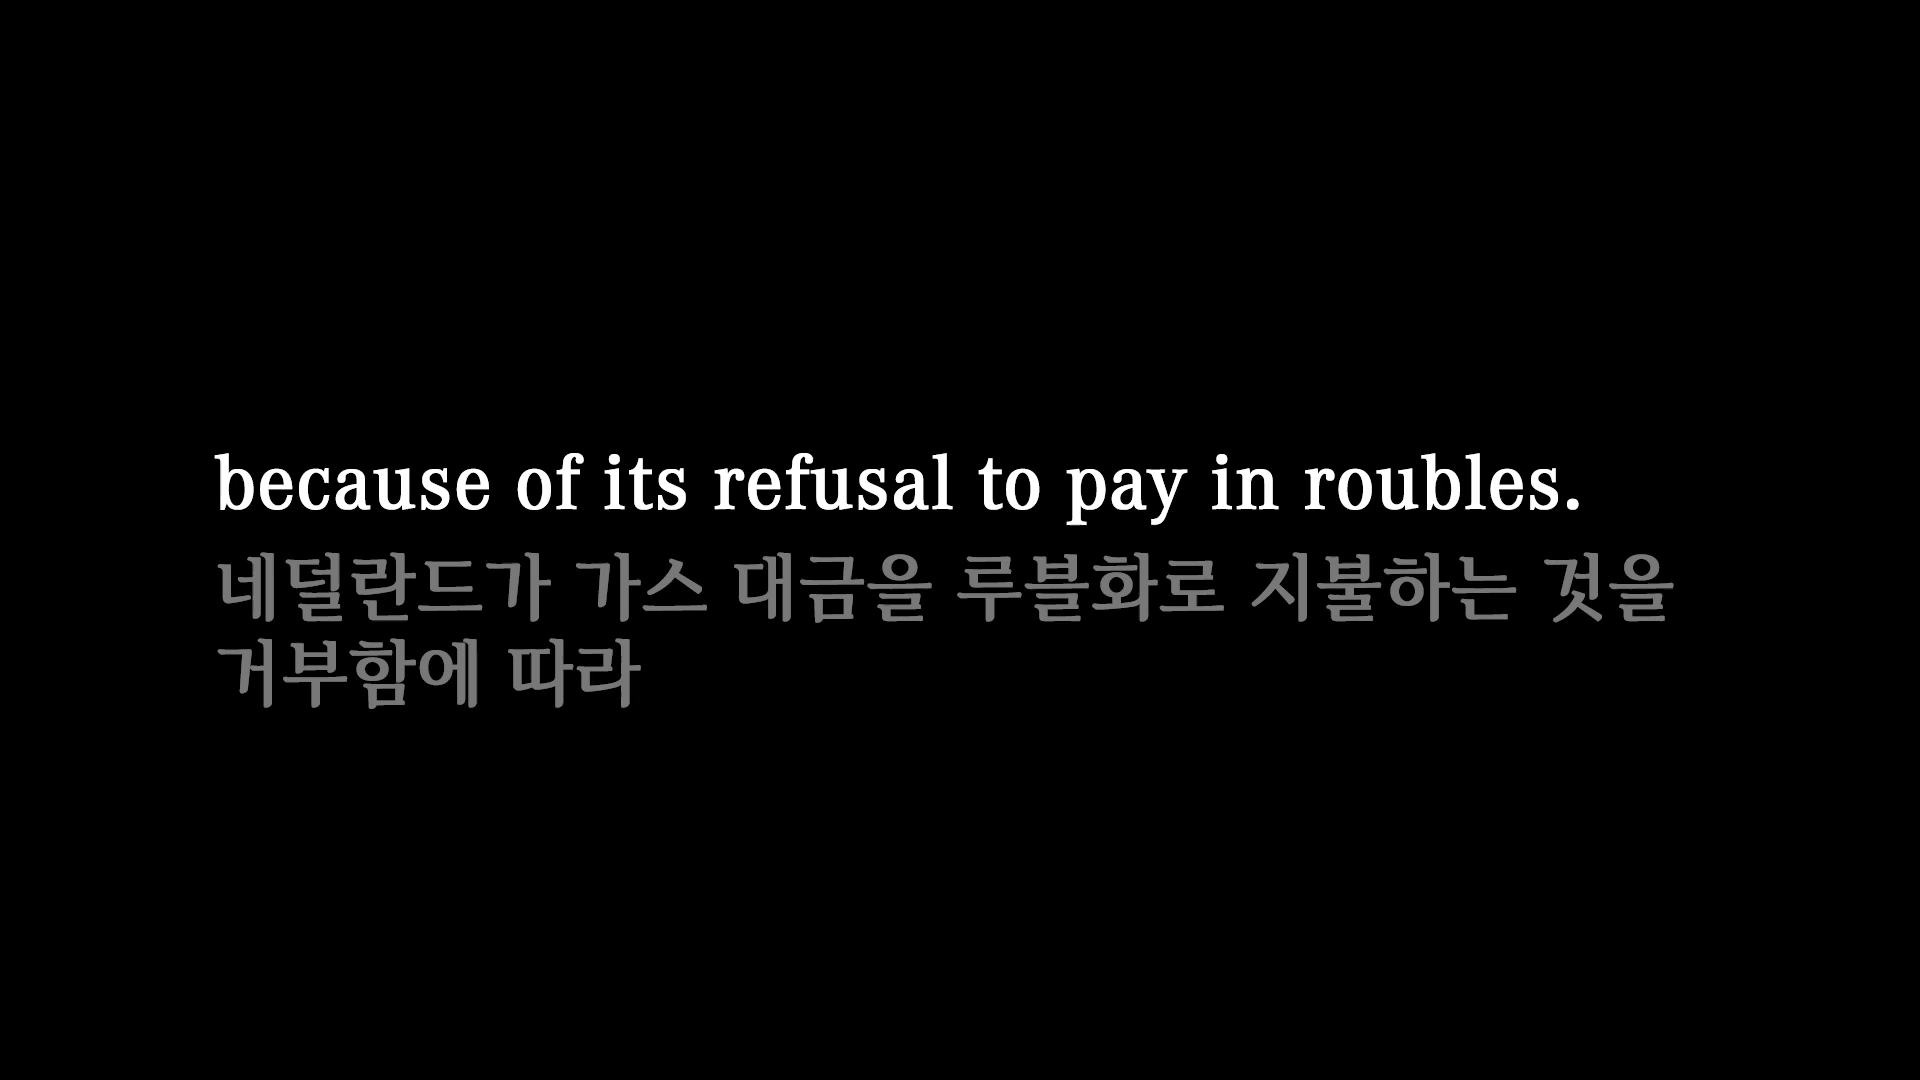 because of its refusal to pay in roubles.
네덜란드가 가스 대금을 루블화로 지불하는 것을
거부함에 따라